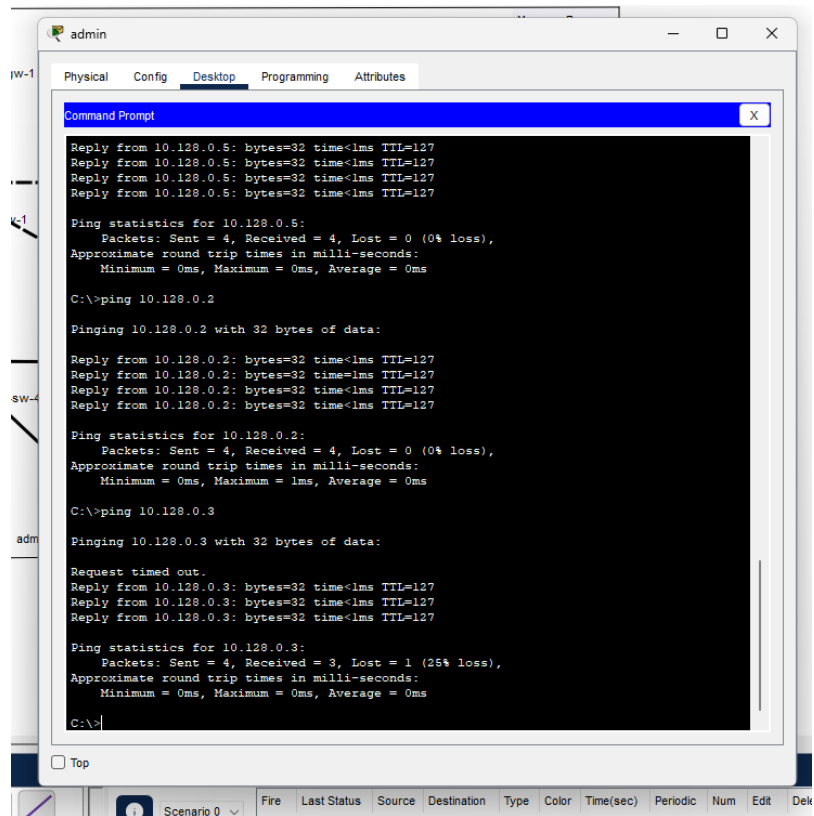 admin
jw-1
Physical Config Desktop Programming Attributes
Command Prompt
X
Reply from 10.128.0.5: bytes=32 time<1ms TTL=127
Reply from 10.128.0.5: bytes=32 time<1ms TTL=127
Reply from 10.128.0.5: bytes=32 time<1ms TTL=127
Reply from 10.128.0.5: bytes=32 time<1ms TTL=127
Ping statistics for 10.128.0.5:
Packets: Sent = 4, Received = 4, Lost = 0 (0% loss),
Approximate round trip times in milli-seconds:
Minimum = 0ms, Maximum = 0ms, Average = 0ms
C:\>ping 10.128.0.2
Pinging 10.128.0.2 with 32 bytes of data:
Reply from 10.128.0.2: bytes=32 time<1ms TTL=127
Reply from 10.128.0.2: bytes=32 time=1ms TTL=127
Reply from 10.128.0.2: bytes=32 time<1ms TTL=127
Reply from 10.128.0.2: bytes=32 time<1ms TTL=127
Ping statistics for 10.128.0.2:
Packets: Sent = 4, Received = 4, Lost = 0 (0% loss),
Approximate round trip times in milli-seconds:
Minimum = 0ms, Maximum = 1ms, Average = 0ms
C:\>ping 10.128.0.3
Pinging 10.128.0.3 with 32 bytes of data:
Request timed out.
Reply from 10.128.0.3: bytes=32 time<1ms TTL=127
Reply from 10.128.0.3: bytes=32 time<1ms TTL=127
Reply from 10.128.0.3: bytes=32 time<1ms TTL=127
Ping statistics for 10.128.0.3:
Packets: Sent = 4, Received = 3, Lost = 1 (25% loss),
Approximate round trip times in milli-seconds:
Minimum = 0ms, Maximum = 0ms, Average = 0ms
C:\>
sw-4
adm
Top
Scenario 0
Fire Last Status Source Destination Type Color Time(sec) Periodic Num Edit Dele